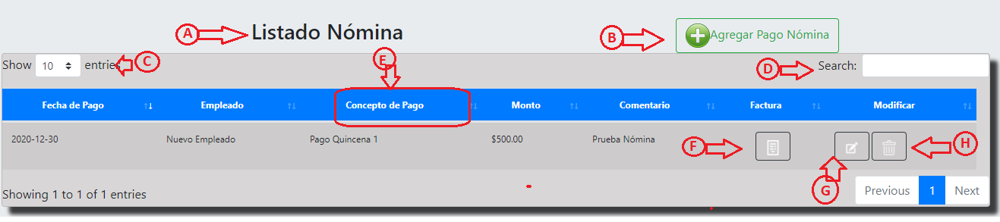 A Listado Nómina B Agregar Pago Nómina
Show 10 entries C E D Search:
Fecha de Pago Empleado Concepto de Pago Monto Comentario Factura Modificar
2020-12-30 Nuevo Empleado Pago Quincena 1 $500.00 Prueba Nómina F H
G
Showing 1 to 1 of 1 entries Previous 1 Next